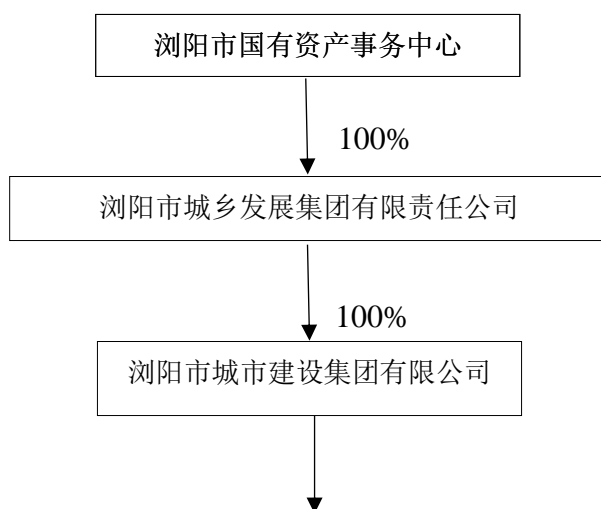 浏阳市国有资产事务中心
100%
浏阳市城乡发展集团有限责任公司
100%
浏阳市城市建设集团有限公司